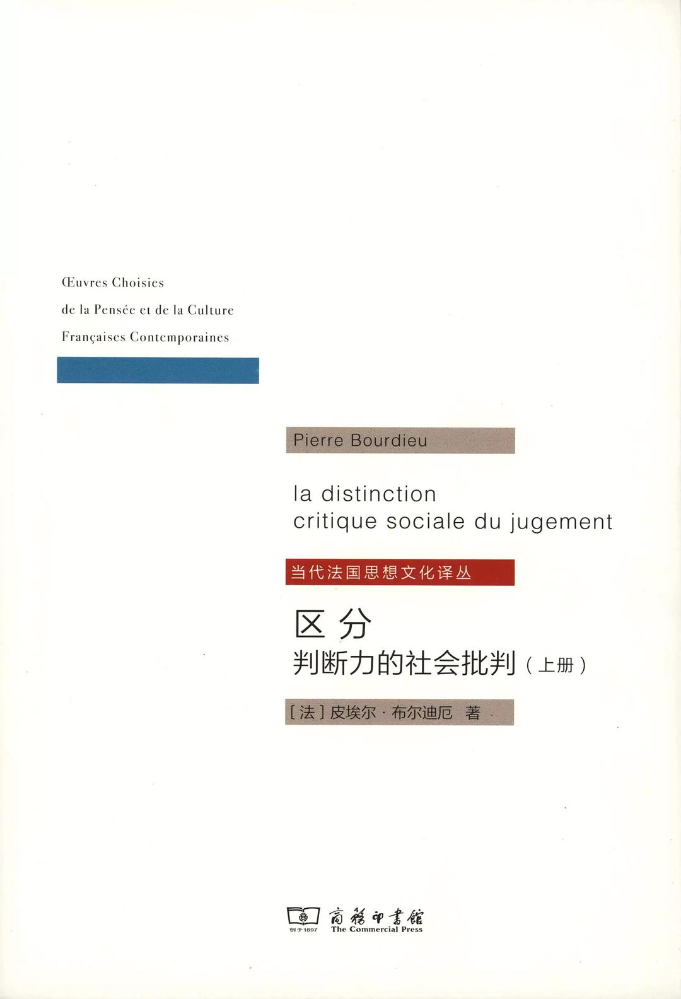 Œuvres Choisies
de la Pensée et de la Culture
Françaises Contemporaines
Pierre Bourdieu
la distinction
critique sociale du jugement
当代法国思想文化译丛
区分
判断力的社会批判（上册）
[法]皮埃尔·布尔迪厄 著
創于1897
商務印書館
The Commercial Press